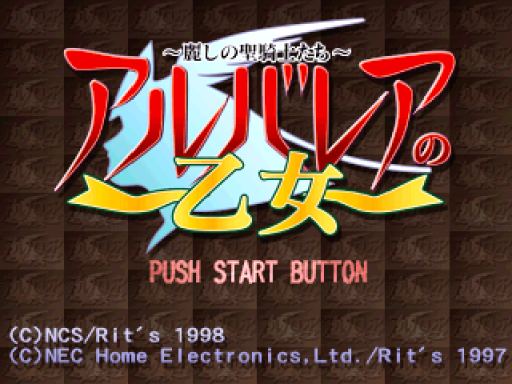 ~麗しの聖騎士たち~
アルバレアの
乙女
PUSH START BUTTON
(C)NCS/Rit´s 1998
(C)NEC Home Electronics,Ltd./Rit´s 1997